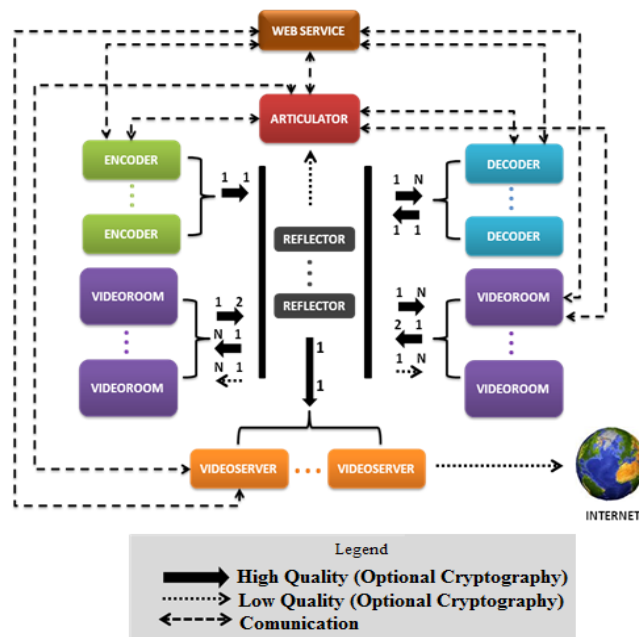 WEB SERVICE
ARTICULATOR
ENCODER
ENCODER
1 1
DECODER
DECODER
1 N
1 1
REFLECTOR
REFLECTOR
VIDEOROOM
VIDEOROOM
1 2
N 1
N 1
VIDEOROOM
VIDEOROOM
1 N
2 1
1 N
1
1
VIDEOSERVER
VIDEOSERVER
INTERNET
Legend
High Quality (Optional Cryptography)
Low Quality (Optional Cryptography)
Comunication